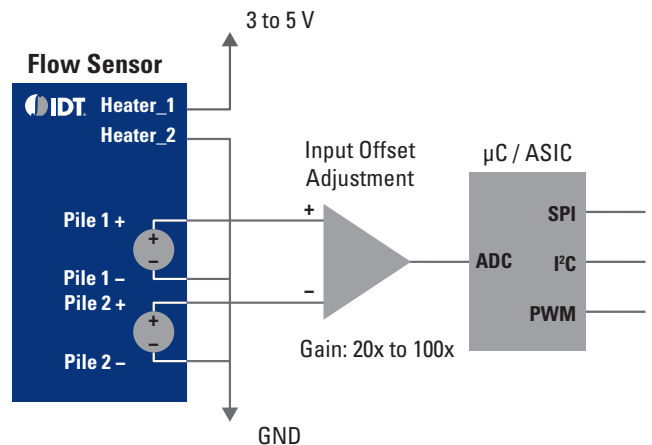 3 to 5 V
Flow Sensor
IDT.
Heater_1
Heater_2
Input Offset
Adjustment
µC / ASIC
Pile 1 +
+
–
Pile 1 –
Pile 2 +
+
–
Pile 2 –
+
–
Gain: 20x to 100x
ADC
SPI
I²C
PWM
GND